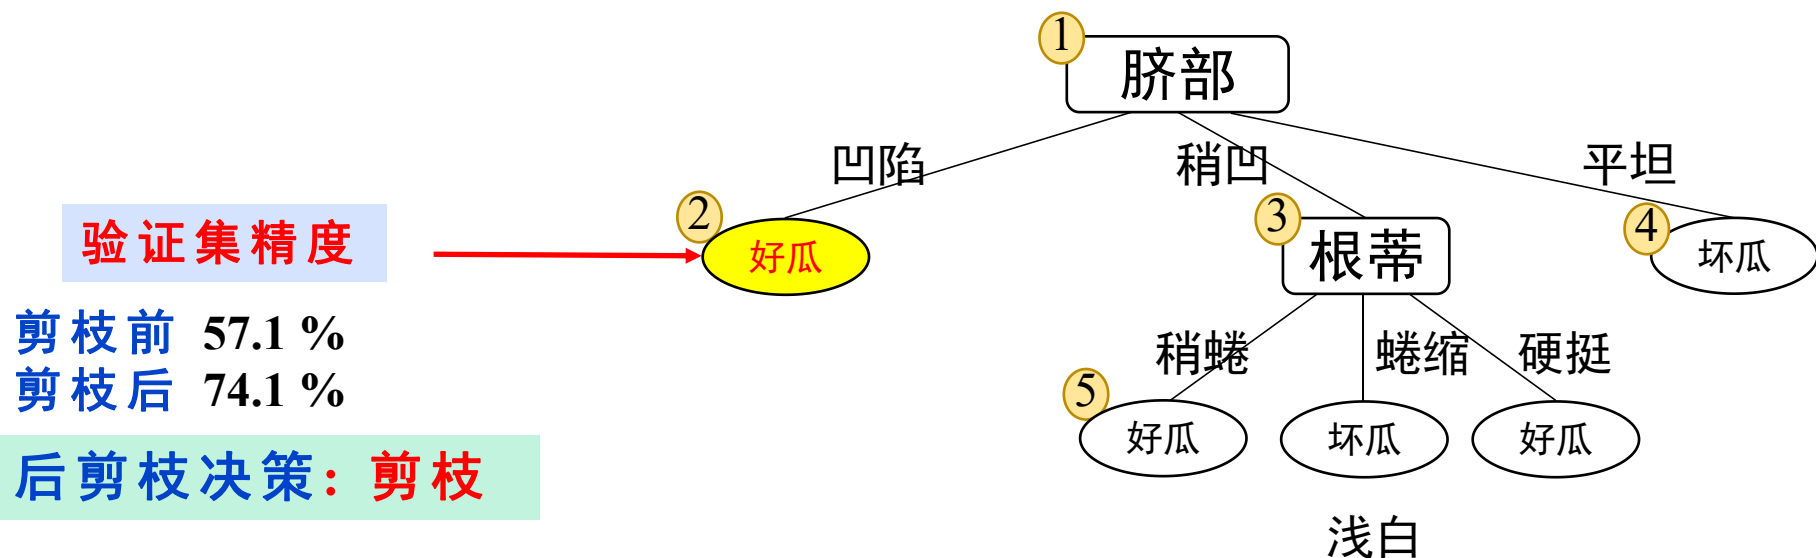 1
脐部
凹陷
稍凹
平坦
2
好瓜
3
根蒂
4
坏瓜
验证集精度
剪枝前 57.1 %
剪枝后 74.1 %
后剪枝决策: 剪枝
稍蜷
蜷缩
硬挺
5
好瓜
坏瓜
好瓜
浅白